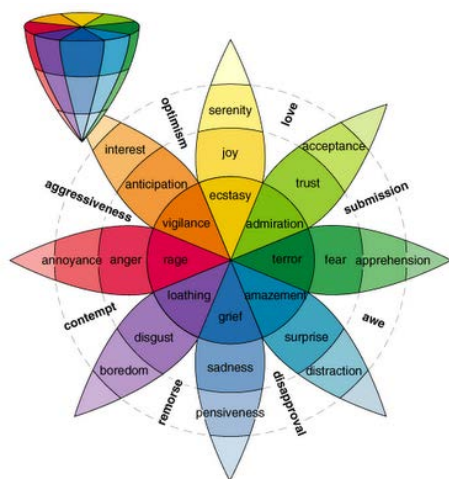 serenity
optimism
love
interest
joy
acceptance
anticipation
trust
aggressiveness
ecstasy
submission
vigilance
admiration
annoyance
anger
rage
terror
fear
apprehension
loathing
amazement
contempt
grief
awe
disgust
surprise
boredom
sadness
distraction
remorse
pensiveness
disapproval